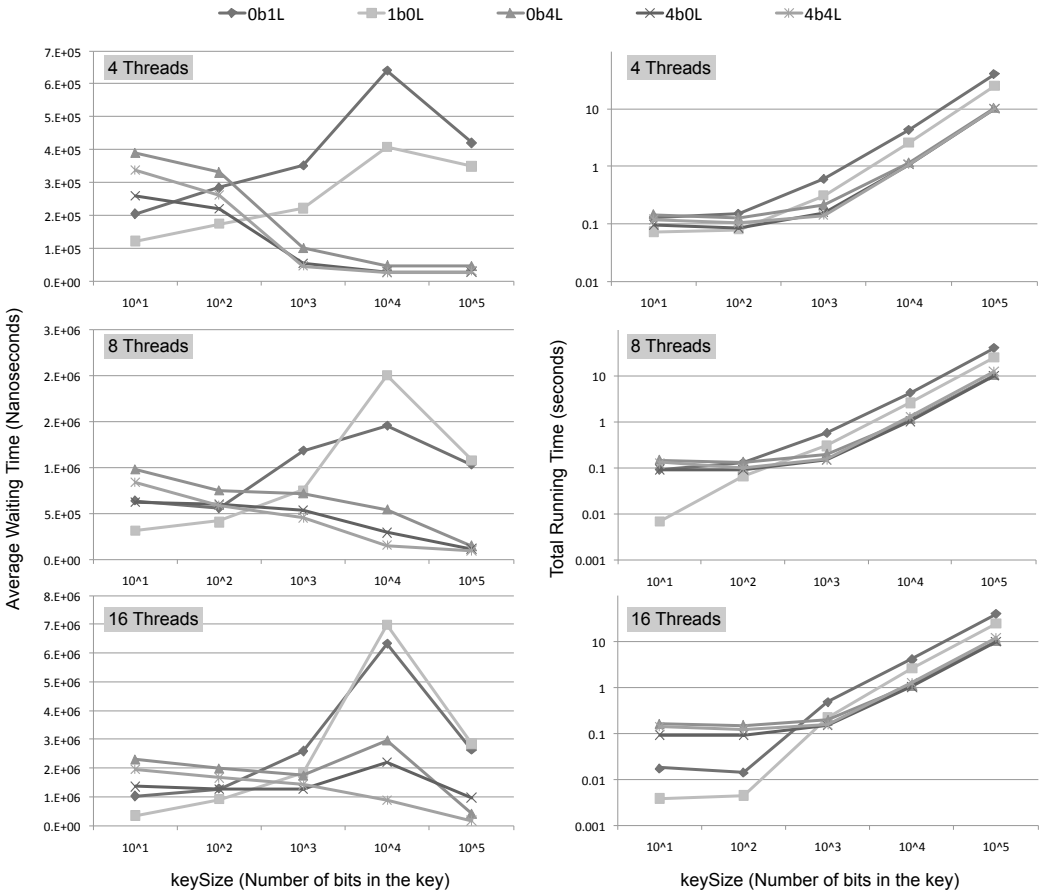 0b1L 1b0L 0b4L 4b0L 4b4L
Average Waiting Time (Nanoseconds)
4 Threads
7.E+05
6.E+05
5.E+05
4.E+05
3.E+05
2.E+05
1.E+05
0.E+00
10^1 10^2 10^3 10^4 10^5
8 Threads
3.E+06
2.E+06
2.E+06
1.E+06
5.E+05
0.E+00
10^1 10^2 10^3 10^4 10^5
16 Threads
8.E+06
7.E+06
6.E+06
5.E+06
4.E+06
3.E+06
2.E+06
1.E+06
0.E+00
10^1 10^2 10^3 10^4 10^5
keySize (Number of bits in the key)
Total Running Time (seconds)
4 Threads
10
1
0.1
0.01
10^1 10^2 10^3 10^4 10^5
8 Threads
10
1
0.1
0.01
0.001
10^1 10^2 10^3 10^4 10^5
16 Threads
10
1
0.1
0.01
0.001
10^1 10^2 10^3 10^4 10^5
keySize (Number of bits in the key)